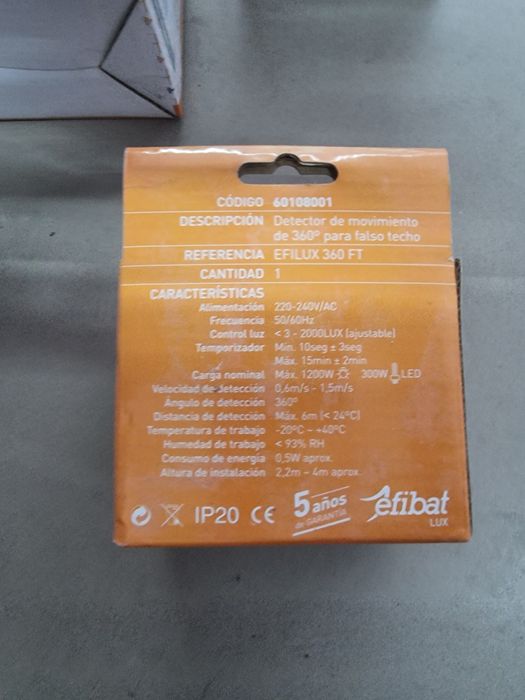 CÓDIGO 60108001
DESCRIPCIÓN Detector de movimiento
de 360º para falso techo
REFERENCIA EFILUX 360 FT
CANTIDAD 1
CARACTERÍSTICAS
Alimentación 220-240V/AC
Frecuencia 50/60Hz
Control luz < 3 - 2000LUX (ajustable)
Temporizador Mín. 10seg ± 3seg
Máx. 15min ± 2min
Carga nominal Máx. 1200W 300W LED
Velocidad de detección 0,6m/s - 1,5m/s
Ángulo de detección 360º
Distancia de detección Máx. 6m (< 24ºC)
Temperatura de trabajo -20ºC ~ +40ºC
Humedad de trabajo < 93% RH
Consumo de energía 0,5W aprox.
Altura de instalación 2,2m - 4m aprox.
IP20 CE 5 años de GARANTÍA efibat LUX